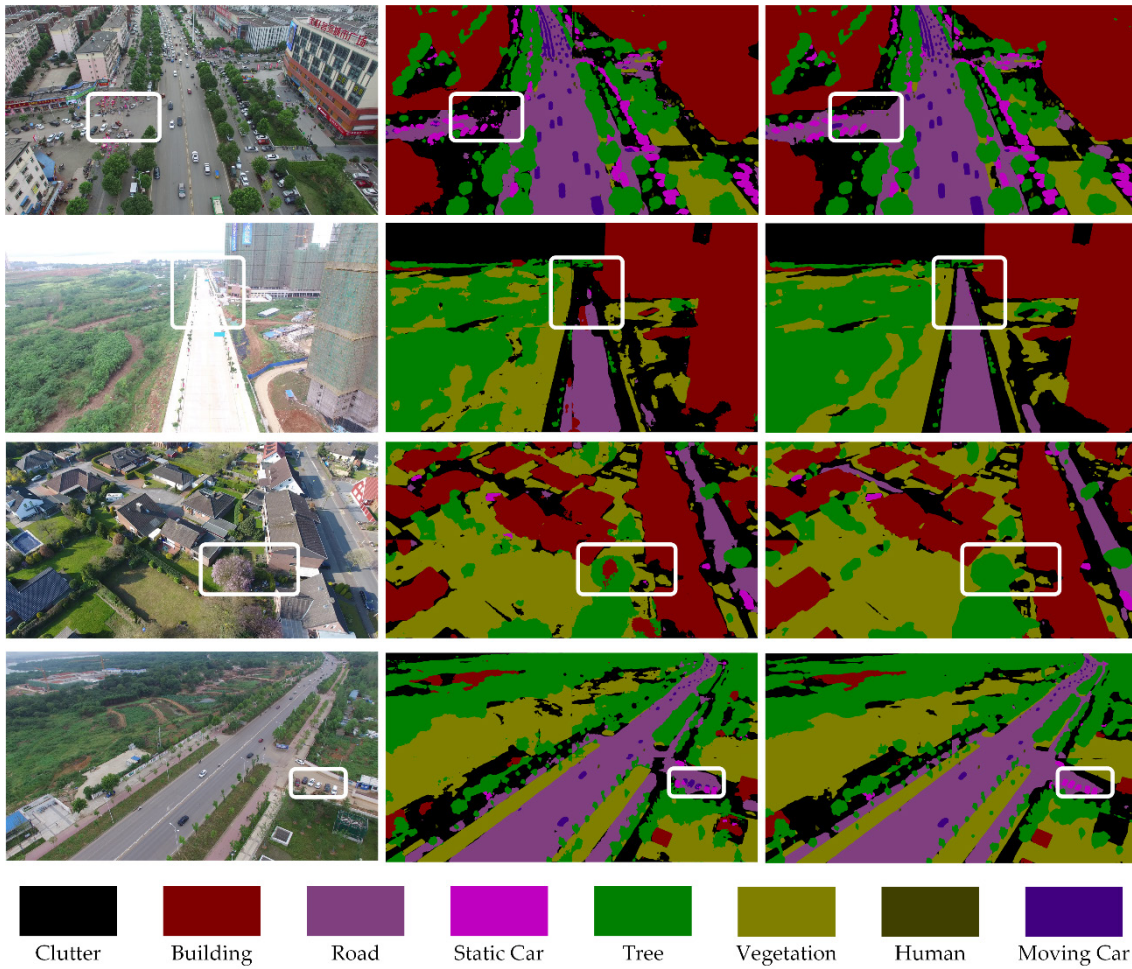 Clutter
Building
Road
Static Car
Tree
Vegetation
Human
Moving Car